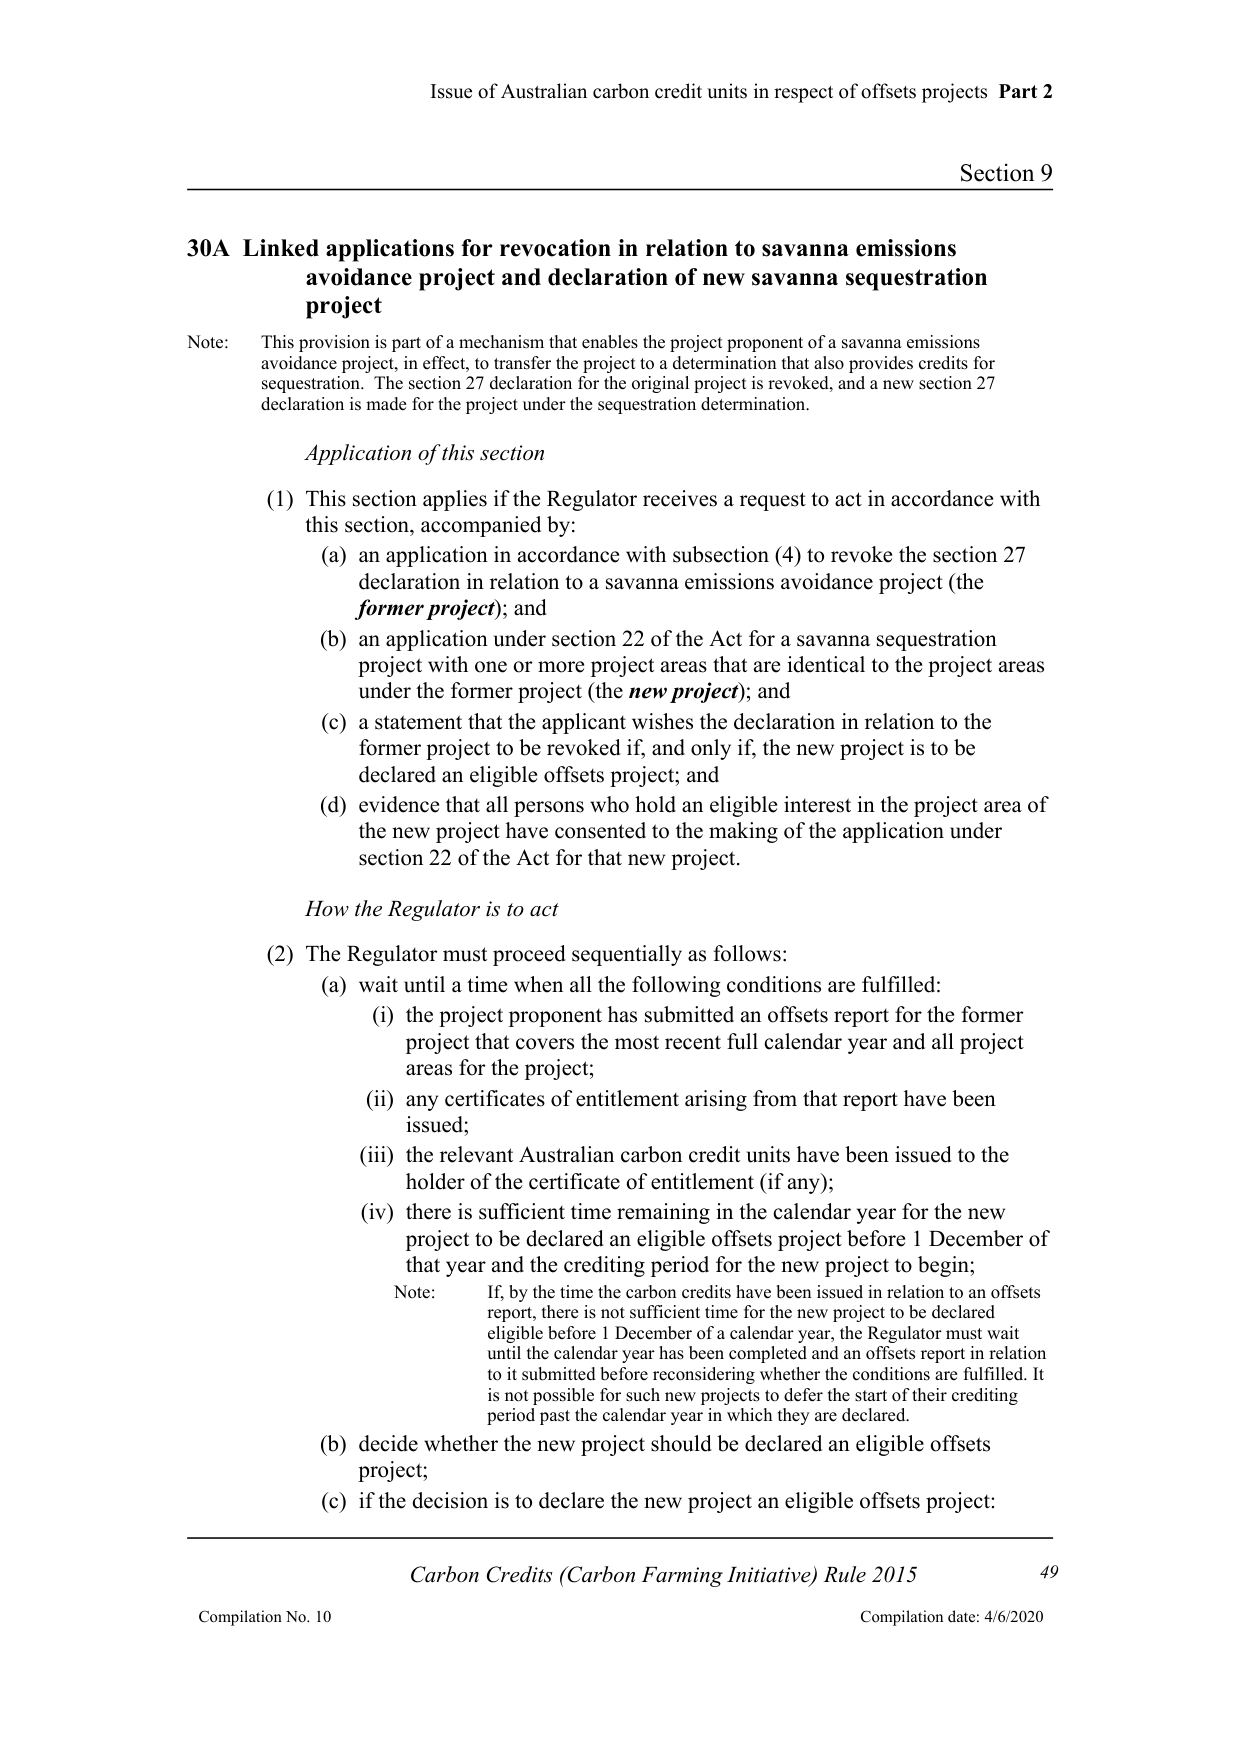 Issue of Australian carbon credit units in respect of offsets projects Part 2
Section 9
30A Linked applications for revocation in relation to savanna emissions
avoidance project and declaration of new savanna sequestration
project
Note: This provision is part of a mechanism that enables the project proponent of a savanna emissions
avoidance project, in effect, to transfer the project to a determination that also provides credits for
sequestration. The section 27 declaration for the original project is revoked, and a new section 27
declaration is made for the project under the sequestration determination.
Application of this section
(1) This section applies if the Regulator receives a request to act in accordance with
this section, accompanied by:
(a) an application in accordance with subsection (4) to revoke the section 27
declaration in relation to a savanna emissions avoidance project (the
former project); and
(b) an application under section 22 of the Act for a savanna sequestration
project with one or more project areas that are identical to the project areas
under the former project (the new project); and
(c) a statement that the applicant wishes the declaration in relation to the
former project to be revoked if, and only if, the new project is to be
declared an eligible offsets project; and
(d) evidence that all persons who hold an eligible interest in the project area of
the new project have consented to the making of the application under
section 22 of the Act for that new project.
How the Regulator is to act
(2) The Regulator must proceed sequentially as follows:
(a) wait until a time when all the following conditions are fulfilled:
(i) the project proponent has submitted an offsets report for the former
project that covers the most recent full calendar year and all project
areas for the project;
(ii) any certificates of entitlement arising from that report have been
issued;
(iii) the relevant Australian carbon credit units have been issued to the
holder of the certificate of entitlement (if any);
(iv) there is sufficient time remaining in the calendar year for the new
project to be declared an eligible offsets project before 1 December of
that year and the crediting period for the new project to begin;
Note: If, by the time the carbon credits have been issued in relation to an offsets
report, there is not sufficient time for the new project to be declared
eligible before 1 December of a calendar year, the Regulator must wait
until the calendar year has been completed and an offsets report in relation
to it submitted before reconsidering whether the conditions are fulfilled. It
is not possible for such new projects to defer the start of their crediting
period past the calendar year in which they are declared.
(b) decide whether the new project should be declared an eligible offsets
project;
(c) if the decision is to declare the new project an eligible offsets project:
Carbon Credits (Carbon Farming Initiative) Rule 2015 49
Compilation No. 10 Compilation date: 4/6/2020